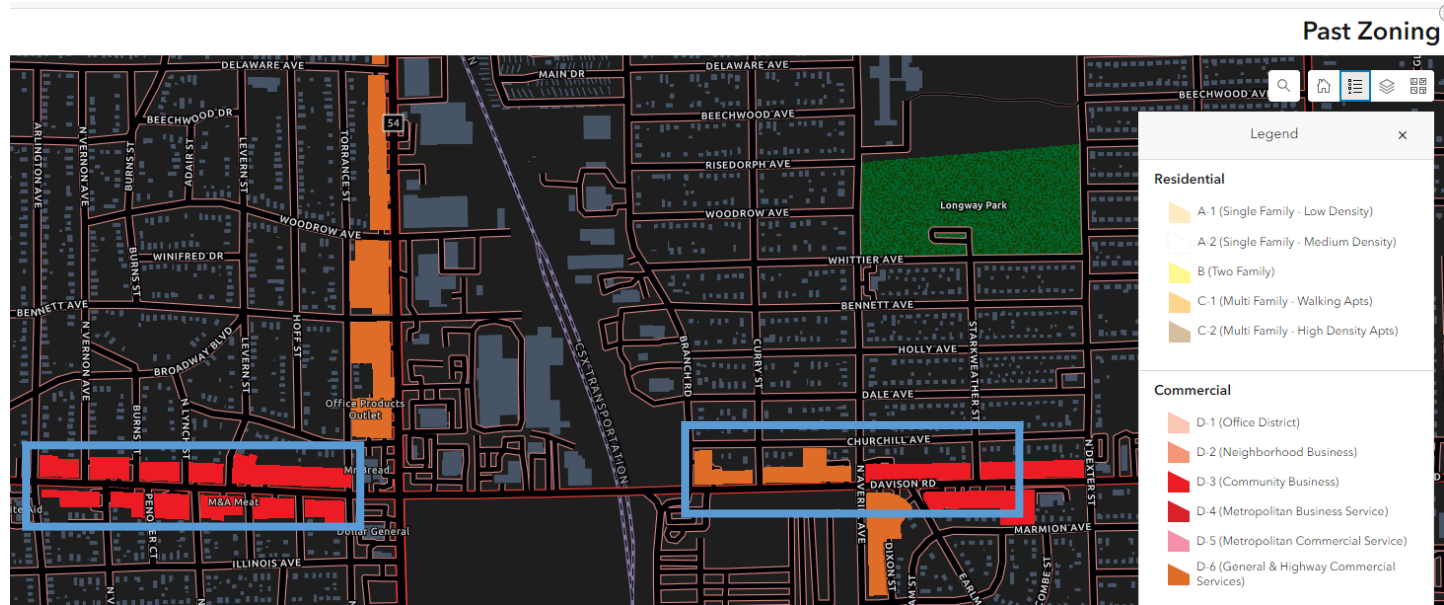 Past Zoning
DELAWARE AVE
MAIN DR
DELAWARE AVE
BEECHWOOD AVE
54
BEECHWOOD DR
BEECHWOOD AVE
ARLINGTON AVE
N VERNON AVE
BURNS ST
ADAIR ST
LEVERN ST
TORRANCE ST
RISEDORPH AVE
WOODROW AVE
WOODROW AVE
Longway Park
WINIFRED DR
BURNS ST
WHITTIER AVE
BENNETT AVE
BENNETT AVE
N VERNON AVE
BROADWAY BLVD
LEVERN ST
HOFF ST
CSX TRANSPORTATION
BRANCH RD
CURRY ST
HOLLY AVE
STARKWEATHER ST
DALE AVE
Office Products
Outlet
BURNS ST
N LYNCH ST
CHURCHILL AVE
N DEXTER ST
Mr Bread
DAVISON RD
N AVERILL AVE
M&A Meat
Dollar General
MARMION AVE
ILLINOIS AVE
DIXON ST
Legend
Residential
A-1 (Single Family - Low Density)
A-2 (Single Family - Medium Density)
B (Two Family)
C-1 (Multi Family - Walking Apts)
C-2 (Multi Family - High Density Apts)
Commercial
D-1 (Office District)
D-2 (Neighborhood Business)
D-3 (Community Business)
D-4 (Metropolitan Business Service)
D-5 (Metropolitan Commercial Service)
D-6 (General & Highway Commercial
Services)